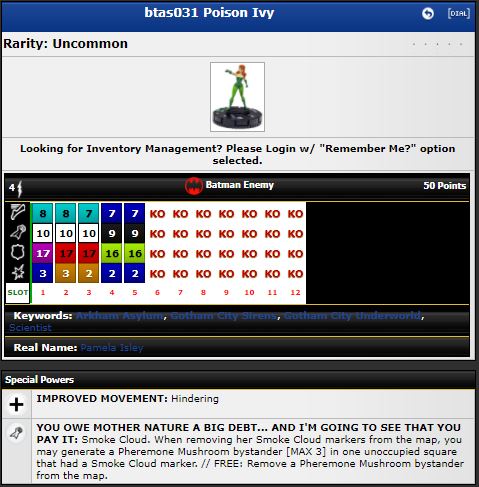 btas031 Poison Ivy
[DIAL]
Rarity: Uncommon
Looking for Inventory Management? Please Login w/ "Remember Me?" option
selected.
4 Batman Enemy 50 Points
8 8 7 7 7 KO KO KO KO KO KO KO
10 10 10 9 9 KO KO KO KO KO KO KO
17 17 17 16 16 KO KO KO KO KO KO KO
3 3 2 2 2 KO KO KO KO KO KO KO
SLOT 1 2 3 4 5 6 7 8 9 10 11 12
Keywords: Arkham Asylum, Gotham City Sirens, Gotham City Underworld,
Scientist
Real Name: Pamela Isley
Special Powers
IMPROVED MOVEMENT: Hindering
YOU OWE MOTHER NATURE A BIG DEBT... AND I'M GOING TO SEE THAT YOU
PAY IT: Smoke Cloud. When removing her Smoke Cloud markers from the map, you
may generate a Pheremone Mushroom bystander [MAX 3] in one unoccupied square
that had a Smoke Cloud marker. // FREE: Remove a Pheremone Mushroom bystander
from the map.